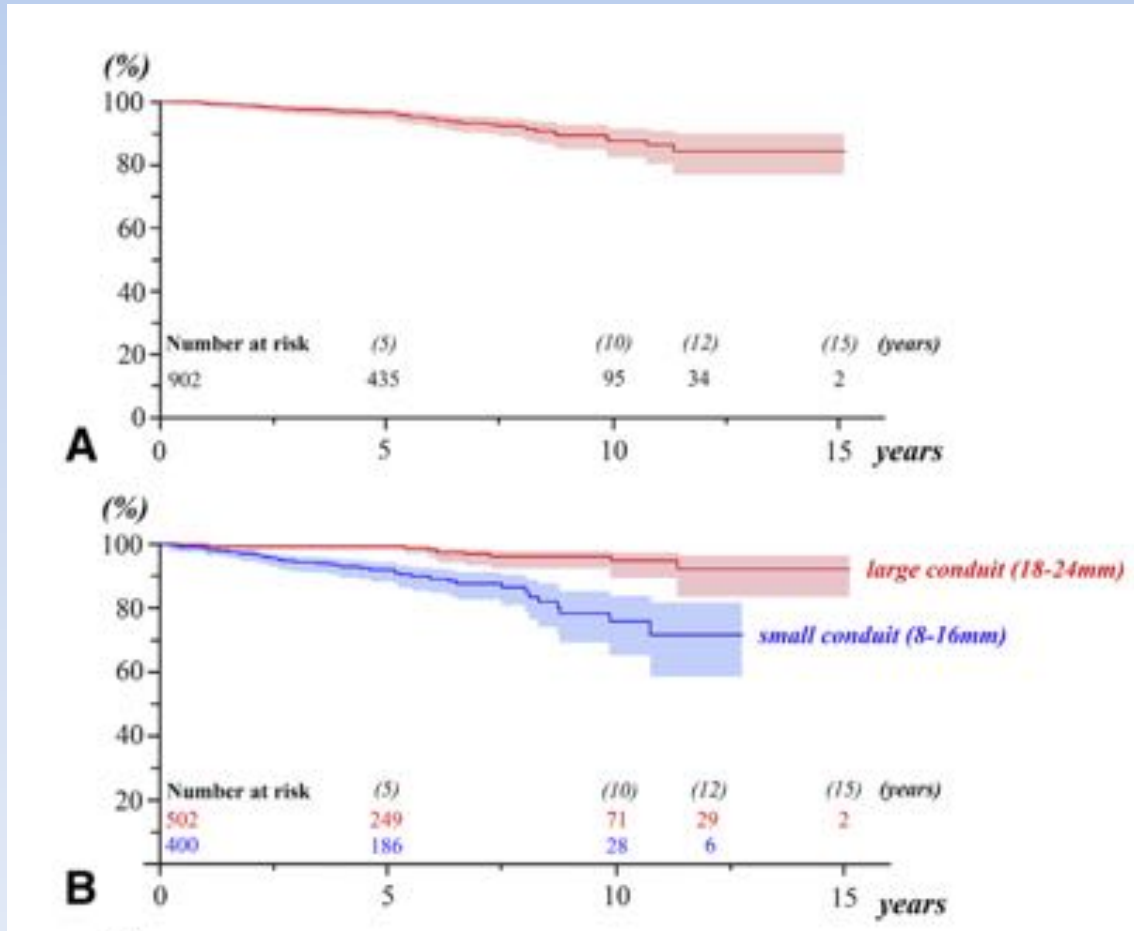 (%)
100
80
60
40
20
0
Number at risk (5) (10) (12) (15) (years)
902 435 95 34 2
0 5 10 15 years
A
(%)
100
80
60
40
20
large conduit (18-24mm)
small conduit (8-16mm)
Number at risk (5) (10) (12) (15) (years)
502 249 71 29 2
400 186 28 6
0 5 10 15 years
B